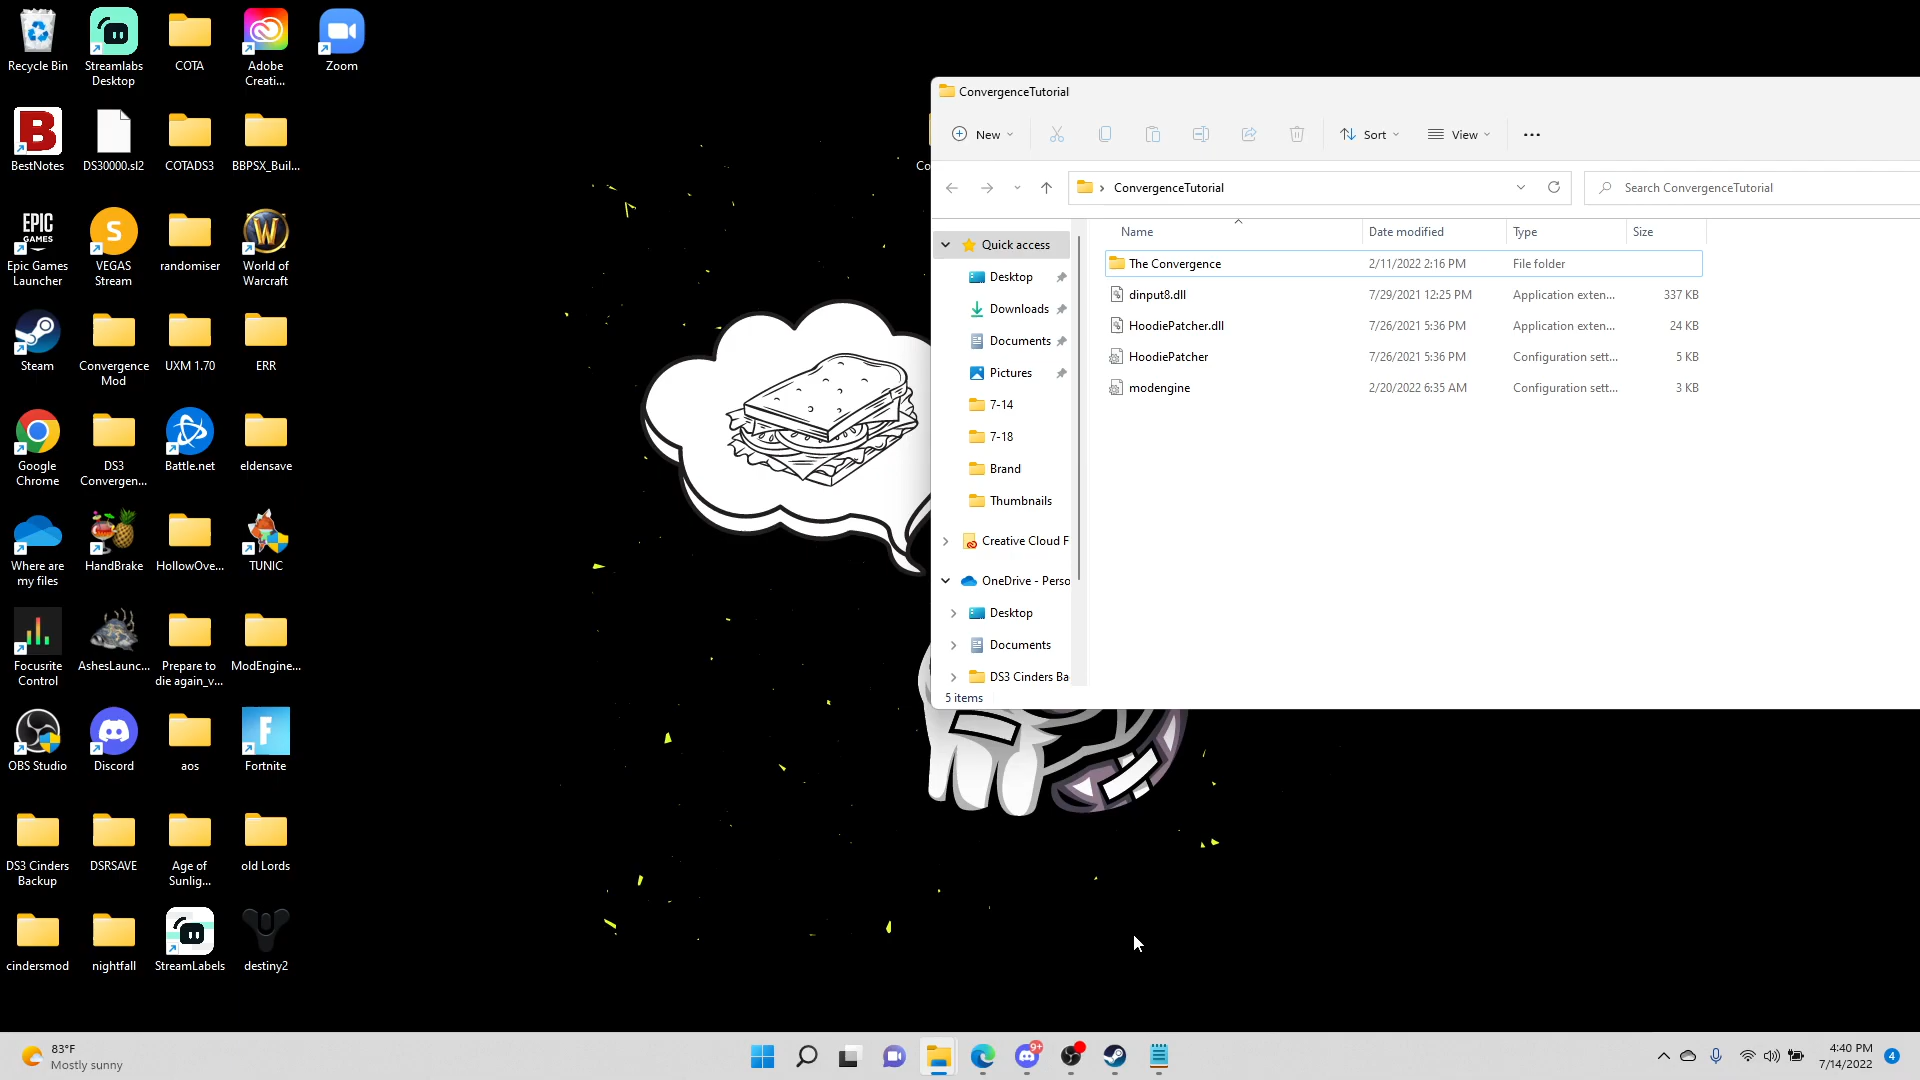 Recycle Bin
Streamlabs
Desktop
COTA
Adobe
Creati...
Zoom
B
BestNotes
DS30000.sl2
COTADS3
BBPSX_Buil...
EPIC
GAMES
Epic Games
Launcher
S
VEGAS
Stream
randomiser
W
World of
Warcraft
Steam
Convergence
Mod
UXM 1.70
ERR
Google
Chrome
DS3
Convergen...
Battle.net
eldensave
Where are
my files
HandBrake
HollowOve...
TUNIC
Focusrite
Control
AshesLaunc...
Prepare to
die again_v...
ModEngine...
OBS Studio
Discord
aos
F
Fortnite
DS3 Cinders
Backup
DSRSAVE
Age of
Sunlig...
old Lords
cindersmod
nightfall
StreamLabels
destiny2
Co
ConvergenceTutorial
New
Sort
View
ConvergenceTutorial
Search ConvergenceTutorial
Name
Date modified
Type
Size
The Convergence
2/11/2022 2:16 PM
File folder
dinput8.dll
7/29/2021 12:25 PM
Application exten...
337 KB
HoodiePatcher.dll
7/26/2021 5:36 PM
Application exten...
24 KB
HoodiePatcher
7/26/2021 5:36 PM
Configuration sett...
5 KB
modengine
2/20/2022 6:35 AM
Configuration sett...
3 KB
Quick access
Desktop
Downloads
Documents
Pictures
7-14
7-18
Brand
Thumbnails
Creative Cloud F
OneDrive - Perso
Desktop
Documents
DS3 Cinders Ba
5 items
83°F
Mostly sunny
9+
4:40 PM
7/14/2022
4